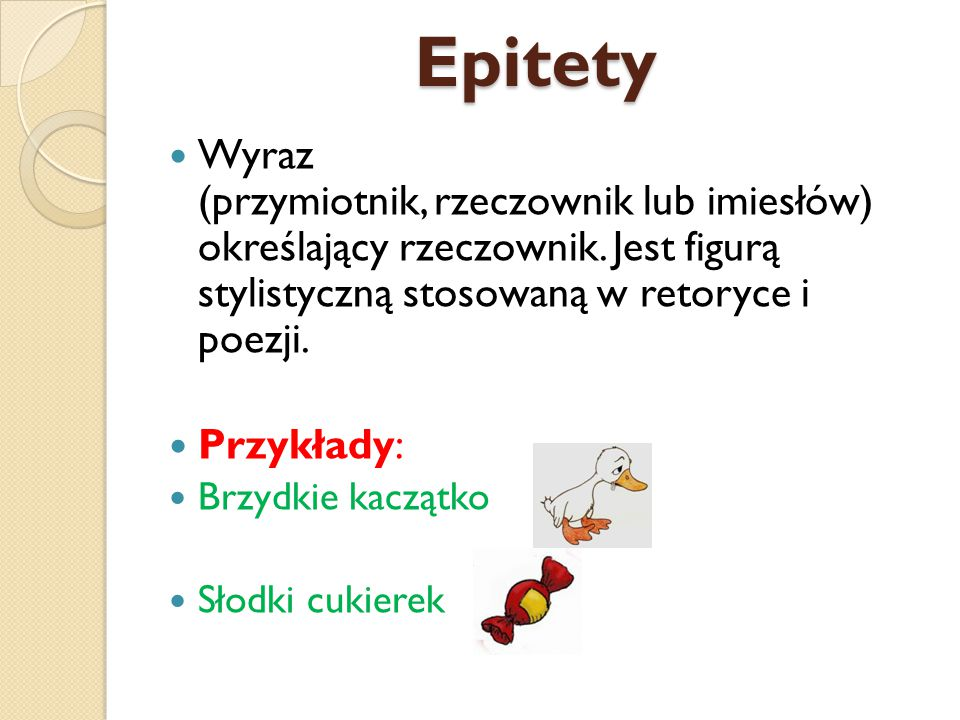 Epitety
Wyraz
(przymiotnik, rzeczownik lub imiesłów)
określający rzeczownik. Jest figurą
stylistyczną stosowaną w retoryce i
poezji.
Przykłady:
Brzydkie kaczątko
Słodki cukierek